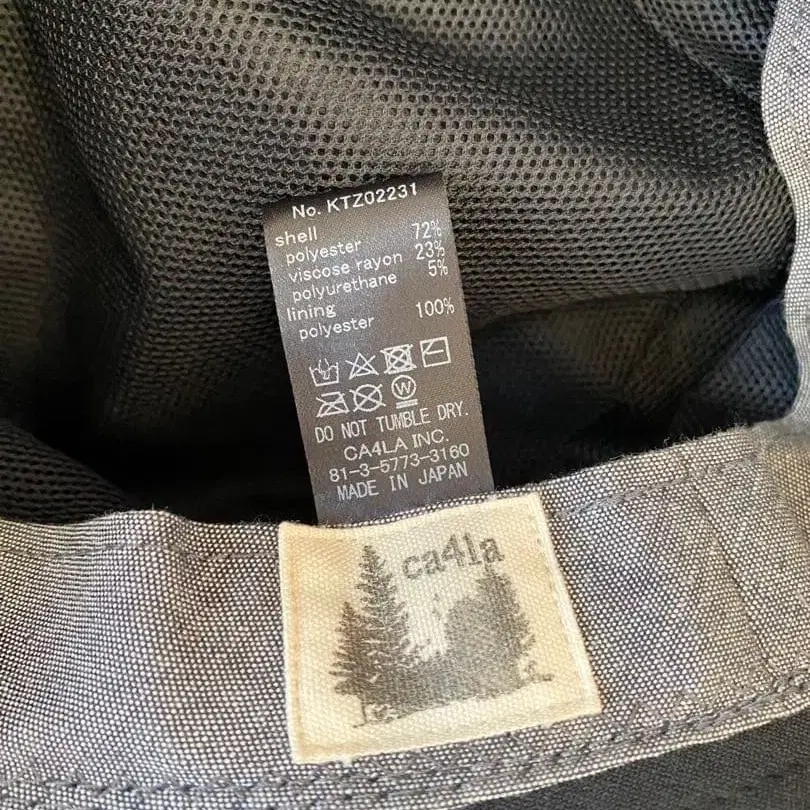 No. KTZ02231
shell
polyester 72%
viscose rayon 23%
polyurethane 5%
lining
polyester 100%
W
DO NOT TUMBLE DRY.
CA4LA INC.
81-3-5773-3160
MADE IN JAPAN
ca4la